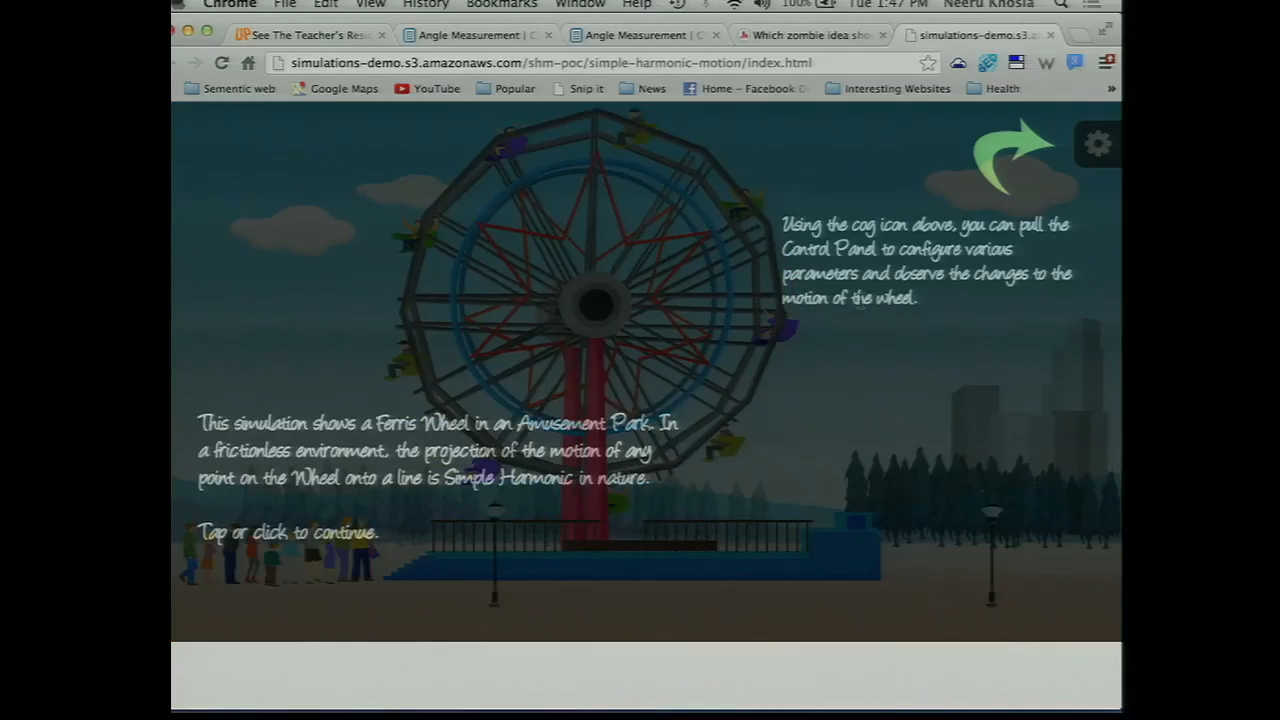 Chrome File Edit View History Bookmarks Window Help 100% Tue 1:47 PM Neeru Khosla
See The Teacher's Resi Angle Measurement | C Angle Measurement | C Which zombie idea sho simulations-demo.s3.a
simulations-demo.s3.amazonaws.com/shm-poc/simple-harmonic-motion/index.html
Sementic web Google Maps YouTube Popular Snip it News Home - Facebook D Interesting Websites Health »
Using the cog icon above, you can pull the
Control Panel to configure various
parameters and observe the changes to the
motion of the wheel.
This simulation shows a Ferris Wheel in an Amusement Park. In
a frictionless environment, the projection of the motion of any
point on the Wheel onto a line is Simple Harmonic in nature.
Tap or click to continue.